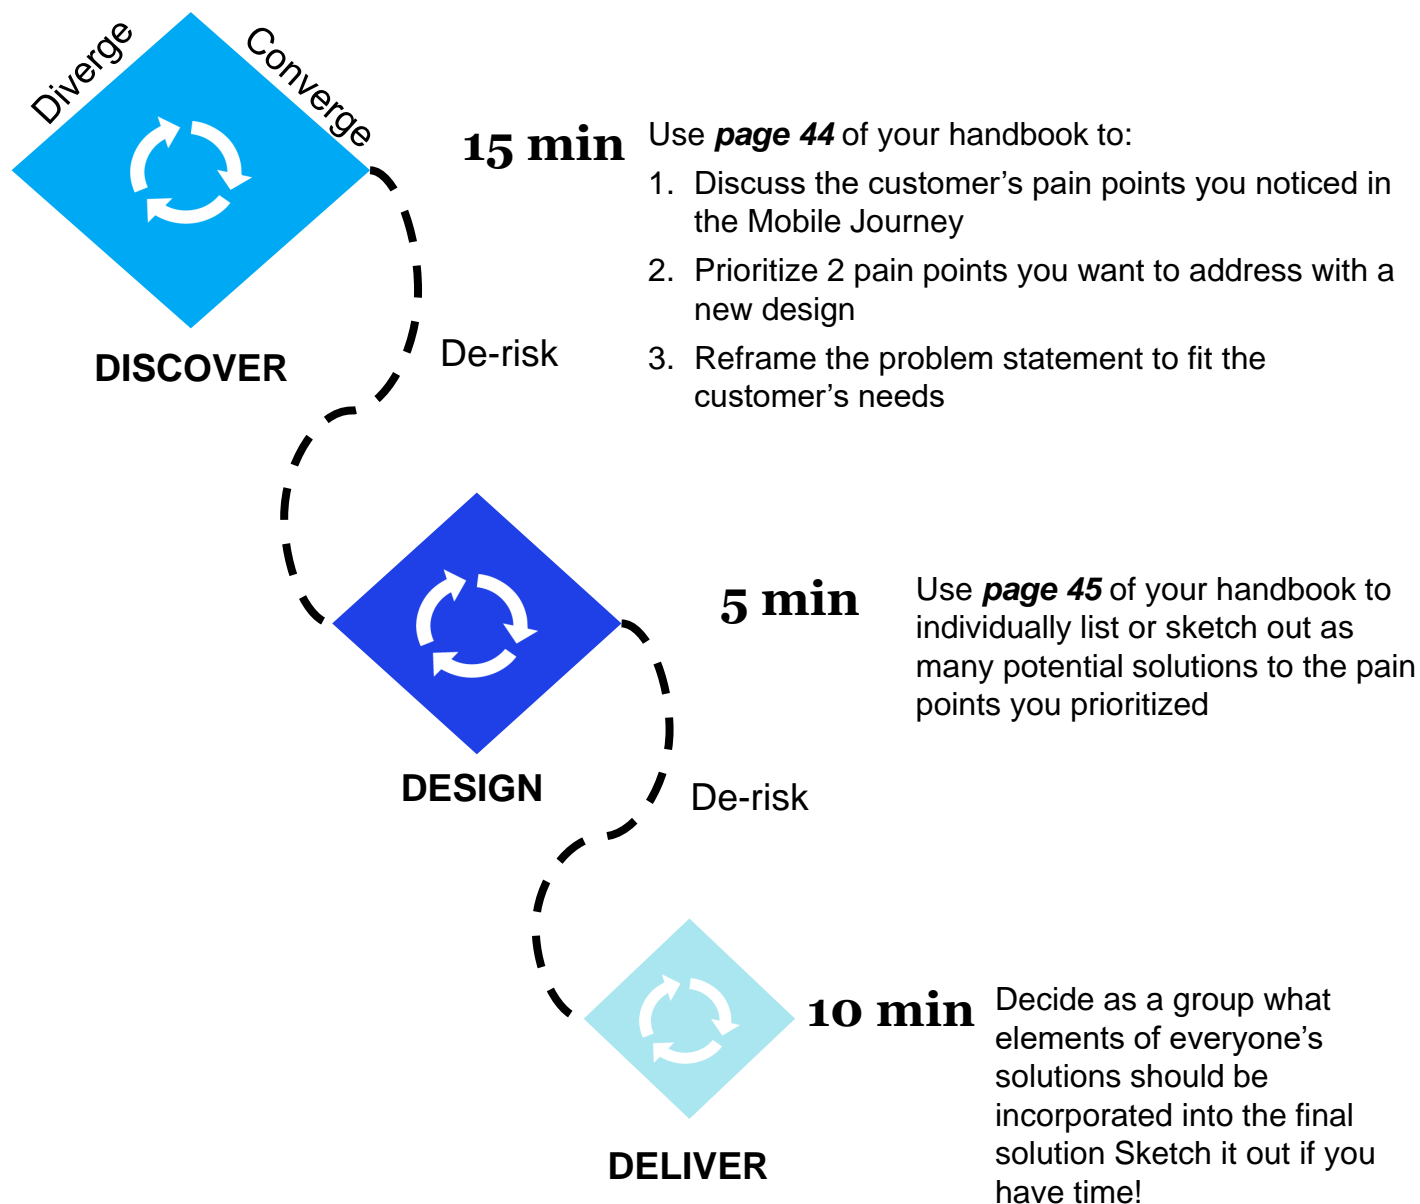 Diverge
Converge
15 min
Use page 44 of your handbook to:
1. Discuss the customer’s pain points you noticed in
the Mobile Journey
2. Prioritize 2 pain points you want to address with a
new design
3. Reframe the problem statement to fit the
customer’s needs
DISCOVER
De-risk
5 min
Use page 45 of your handbook to
individually list or sketch out as
many potential solutions to the pain
points you prioritized
DESIGN
De-risk
10 min
Decide as a group what
elements of everyone’s
solutions should be
incorporated into the final
solution Sketch it out if you
have time!
DELIVER